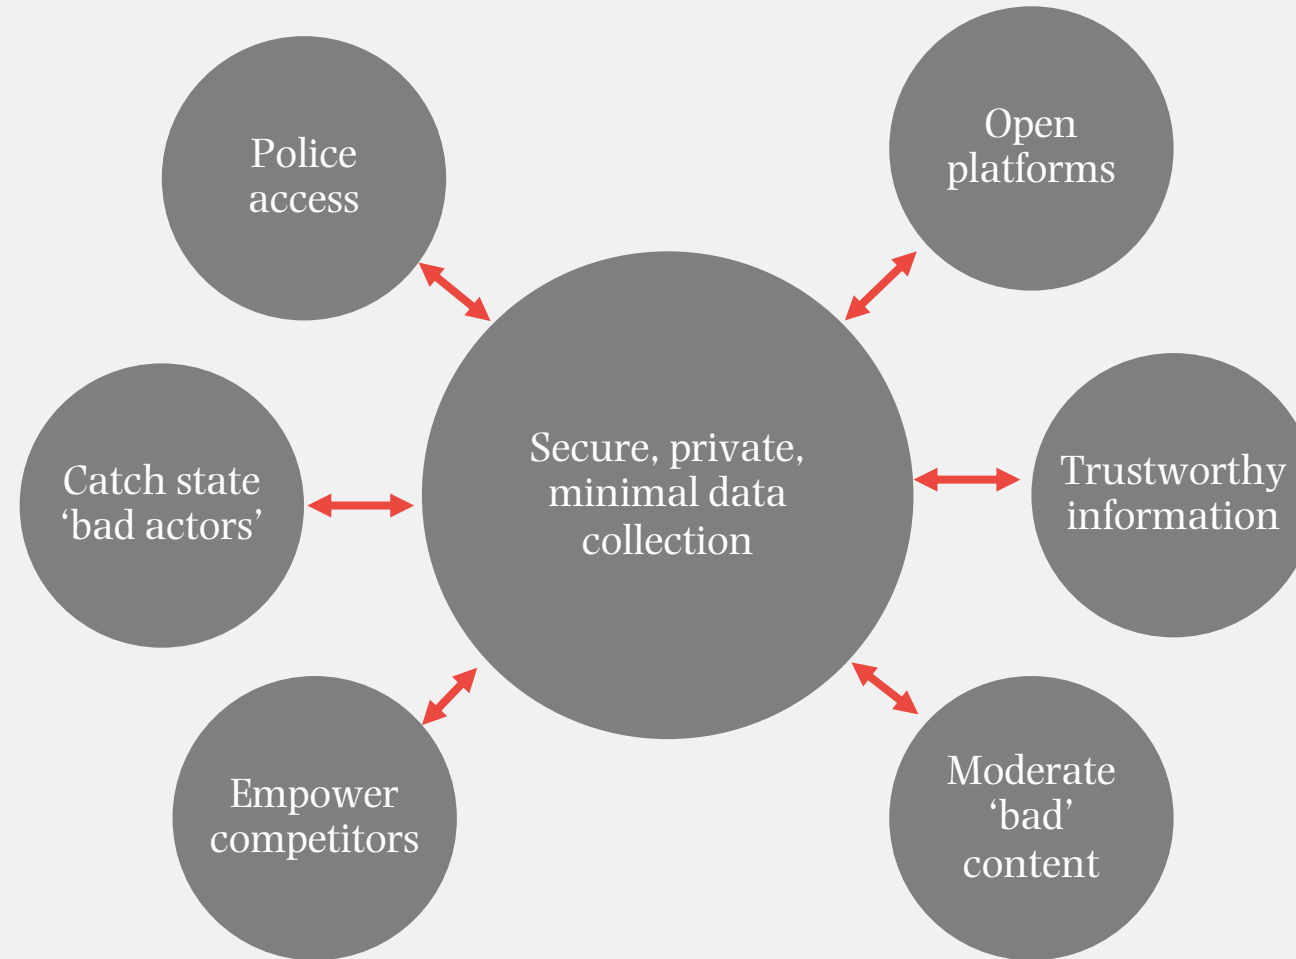 Police
access
Open
platforms
Secure, private,
minimal data
collection
Catch state
‘bad actors’
Trustworthy
information
Empower
competitors
Moderate
‘bad’
content